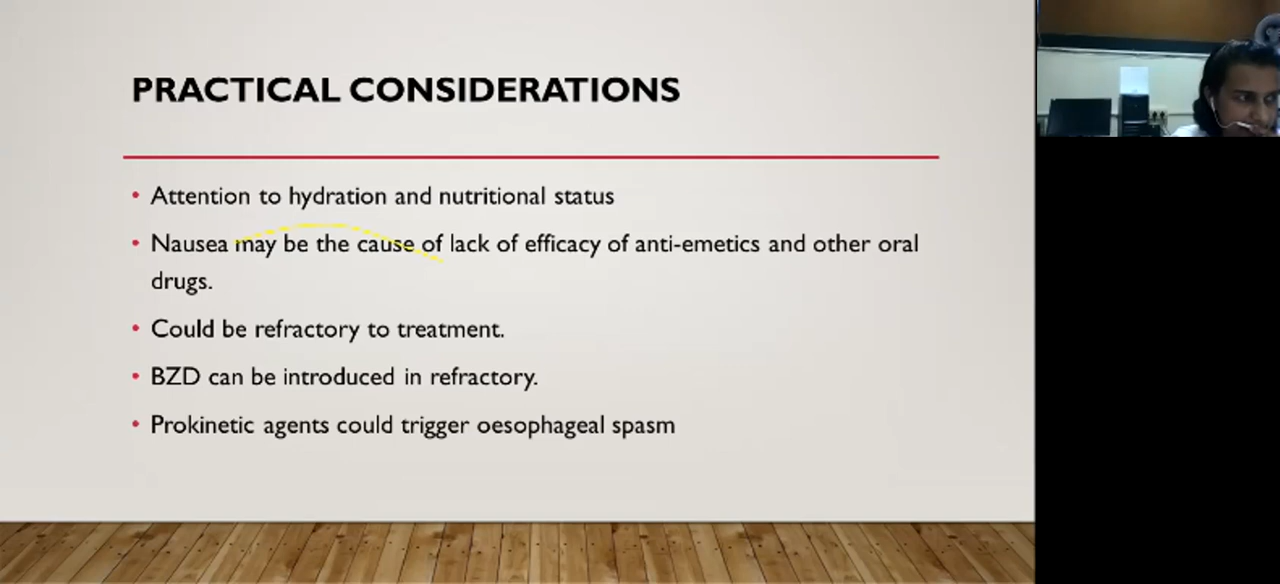 PRACTICAL CONSIDERATIONS
• Attention to hydration and nutritional status
• Nausea may be the cause of lack of efficacy of anti-emetics and other oral
drugs.
• Could be refractory to treatment.
• BZD can be introduced in refractory.
• Prokinetic agents could trigger oesophageal spasm